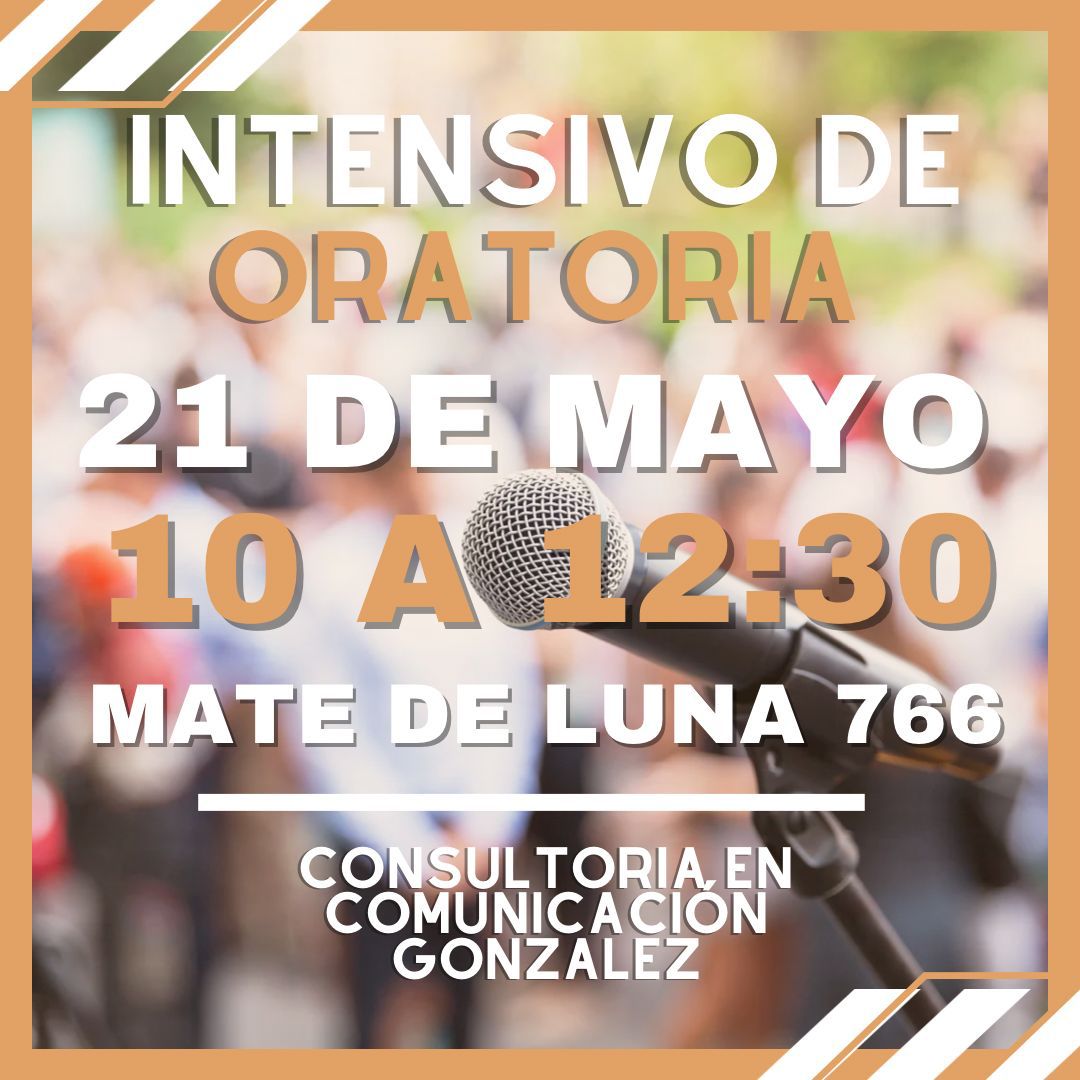 INTENSIVO DE
ORATORIA
21 DE MAYO
10 A 12:30
MATE DE LUNA 766
CONSULTORIA EN
COMUNICACIÓN
GONZALEZ